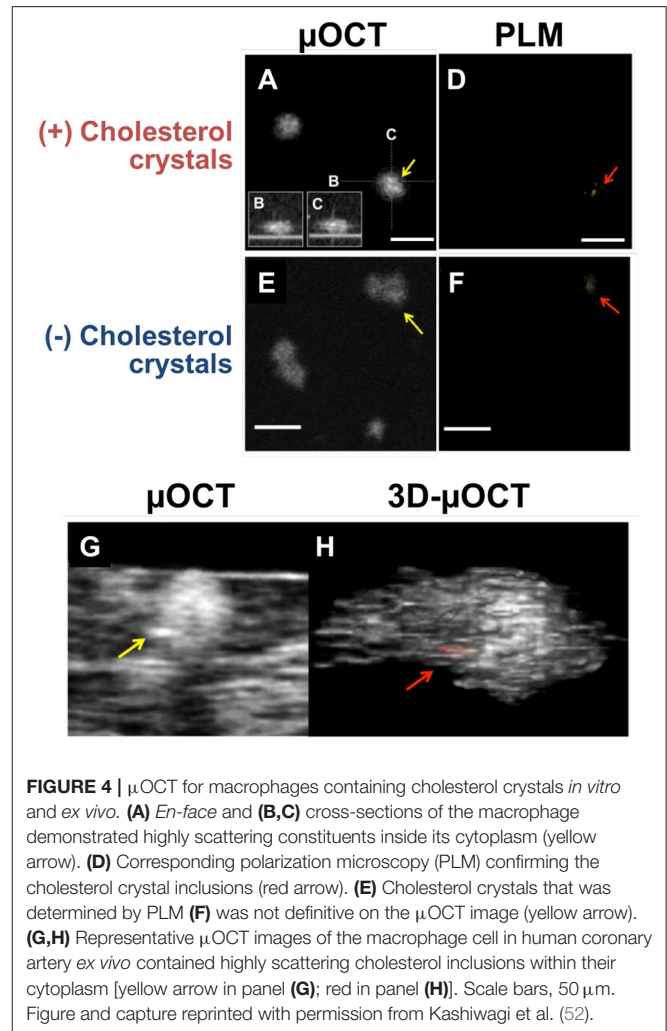 μOCT PLM
A D
(+) Cholesterol
crystals
C
B
B C
E F
(-) Cholesterol
crystals
μOCT 3D-μOCT
G H
FIGURE 4 | μOCT for macrophages containing cholesterol crystals in vitro
and ex vivo. (A) En-face and (B,C) cross-sections of the macrophage
demonstrated highly scattering constituents inside its cytoplasm (yellow
arrow). (D) Corresponding polarization microscopy (PLM) confirming the
cholesterol crystal inclusions (red arrow). (E) Cholesterol crystals that was
determined by PLM (F) was not definitive on the μOCT image (yellow arrow).
(G,H) Representative μOCT images of the macrophage cell in human coronary
artery ex vivo contained highly scattering cholesterol inclusions within their
cytoplasm [yellow arrow in panel (G); red in panel (H)]. Scale bars, 50 μm.
Figure and capture reprinted with permission from Kashiwagi et al. (52).